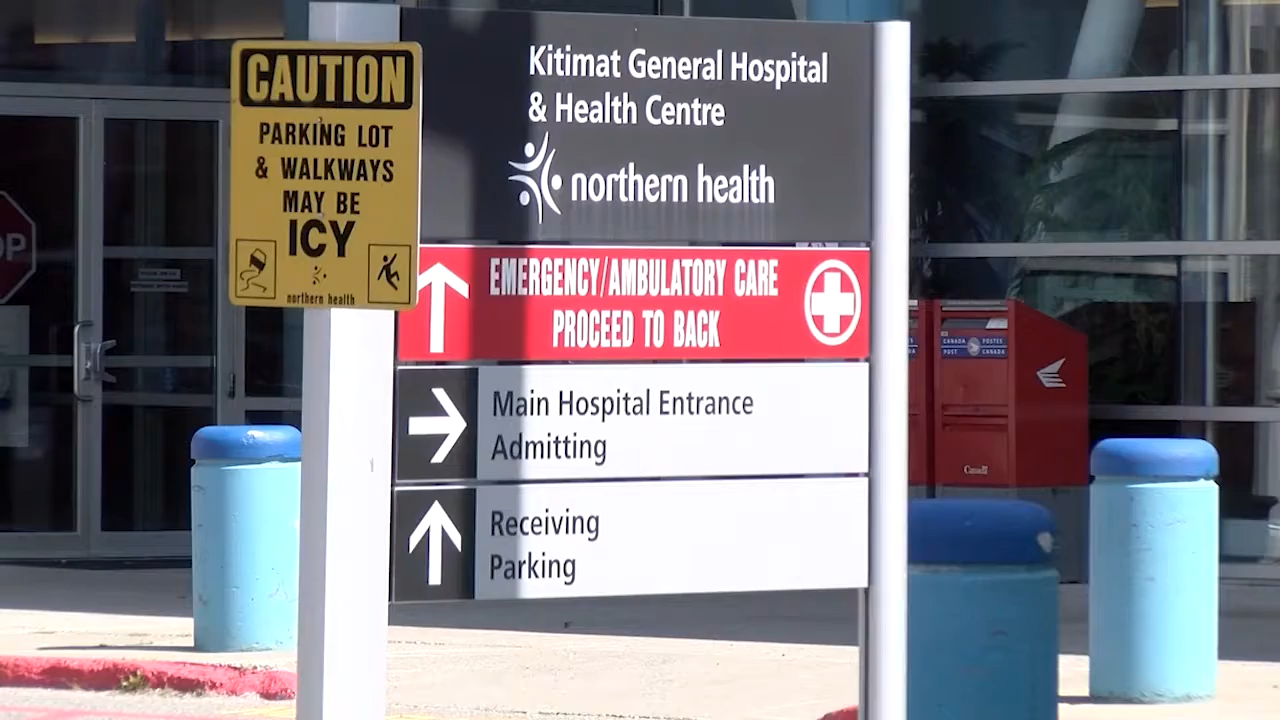 CAUTION
PARKING LOT
& WALKWAYS
MAY BE
ICY
northern health
Kitimat General Hospital
& Health Centre
northern health
EMERGENCY/AMBULATORY CARE
PROCEED TO BACK
Main Hospital Entrance
Admitting
Receiving
Parking
OP
CANADA POSTES
POST CANADA
Canada